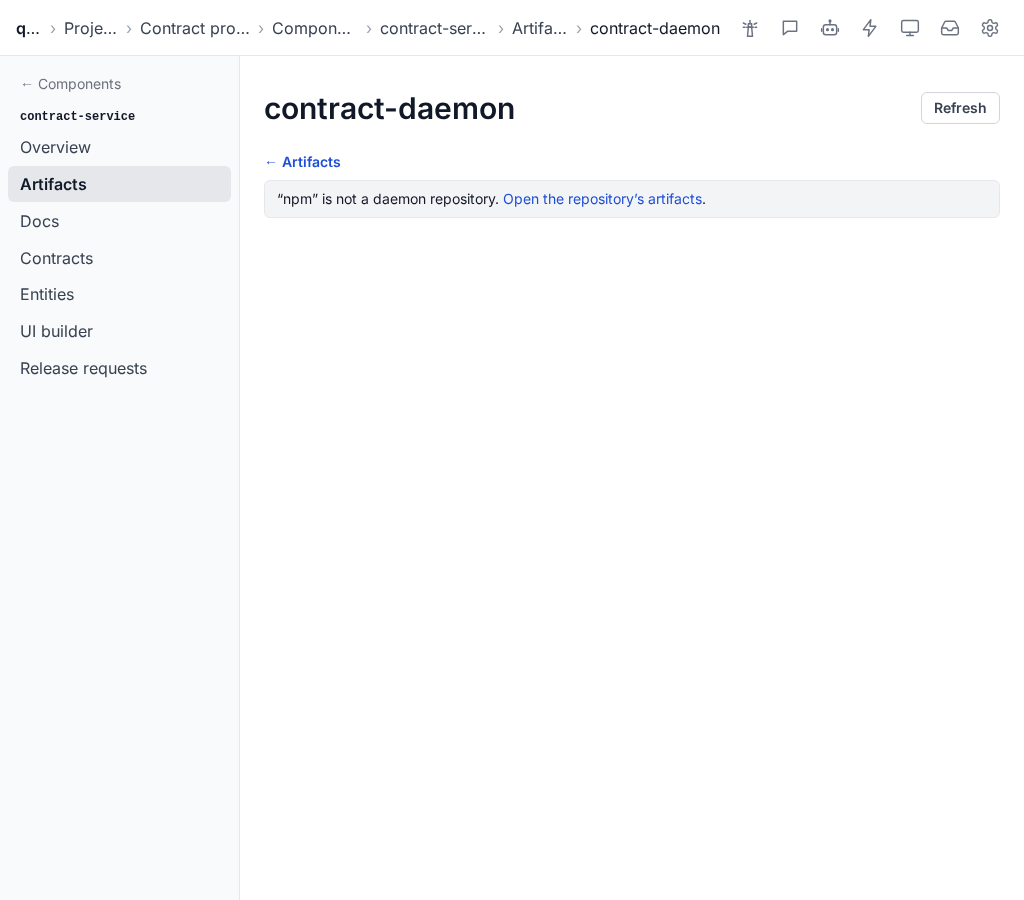 q... › Proje... › Contract pro... › Compon... › contract-ser... › Artifa... › contract-daemon
← Components
contract-service
Overview
Artifacts
Docs
Contracts
Entities
UI builder
Release requests
contract-daemon
Refresh
← Artifacts
“npm” is not a daemon repository. Open the repository’s artifacts.